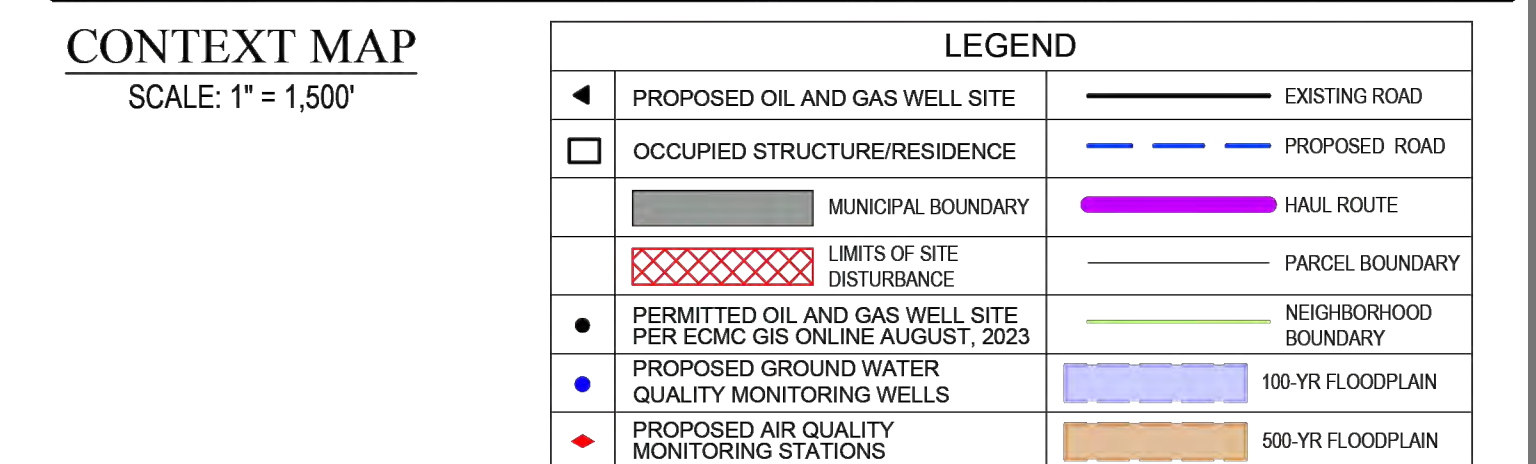 CONTEXT MAP
SCALE: 1" = 1,500'
LEGEND
PROPOSED OIL AND GAS WELL SITE
EXISTING ROAD
OCCUPIED STRUCTURE/RESIDENCE
PROPOSED ROAD
MUNICIPAL BOUNDARY
HAUL ROUTE
LIMITS OF SITE
DISTURBANCE
PARCEL BOUNDARY
PERMITTED OIL AND GAS WELL SITE
PER ECMC GIS ONLINE AUGUST, 2023
NEIGHBORHOOD
BOUNDARY
PROPOSED GROUND WATER
QUALITY MONITORING WELLS
100-YR FLOODPLAIN
PROPOSED AIR QUALITY
MONITORING STATIONS
500-YR FLOODPLAIN